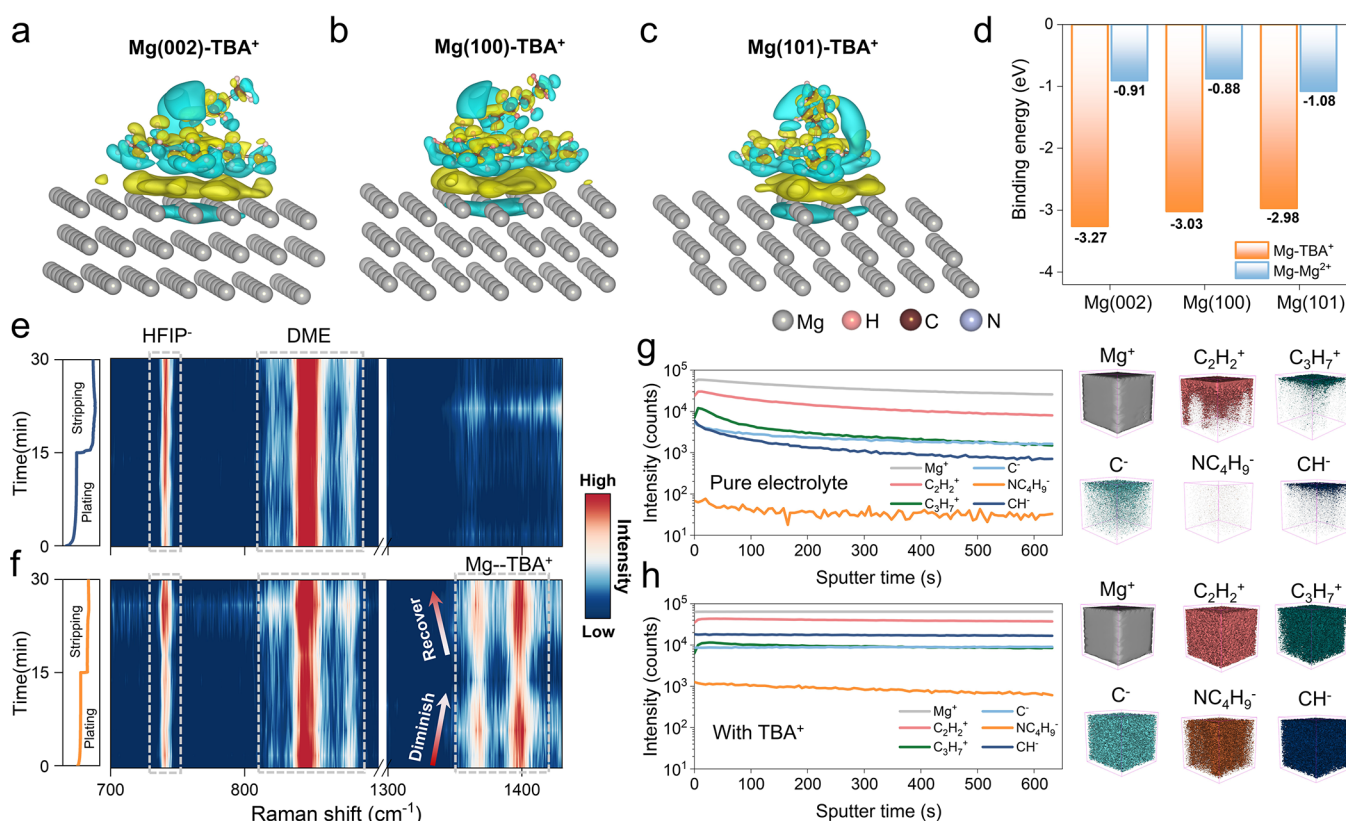 a
Mg(002)-TBA⁺
b
Mg(100)-TBA⁺
c
Mg(101)-TBA⁺
Mg H C N
d
Binding energy (eV)
0
-1
-2
-3
-4
-0.91
-0.88
-1.08
-3.27
-3.03
-2.98
Mg-TBA⁺
Mg-Mg²⁺
Mg(002) Mg(100) Mg(101)
e
HFIP⁻
DME
Time(min)
30
15
0
Stripping
Plating
High
Intensity
Low
f
Mg--TBA⁺
Time(min)
30
15
0
Stripping
Plating
Recover
Diminish
700 800 1300 1400
Raman shift (cm⁻¹)
g
Intensity (counts)
10⁵
10⁴
10³
10²
10¹
Pure electrolyte
Mg⁺
C₂H₂⁺
C₃H₇⁺
C⁻
NC₄H₉⁻
CH⁻
0 100 200 300 400 500 600
Sputter time (s)
Mg⁺ C₂H₂⁺ C₃H₇⁺
C⁻ NC₄H₉⁻ CH⁻
h
Intensity (counts)
10⁵
10⁴
10³
10²
10¹
With TBA⁺
Mg⁺
C₂H₂⁺
C₃H₇⁺
C⁻
NC₄H₉⁻
CH⁻
0 100 200 300 400 500 600
Sputter time (s)
Mg⁺ C₂H₂⁺ C₃H₇⁺
C⁻ NC₄H₉⁻ CH⁻